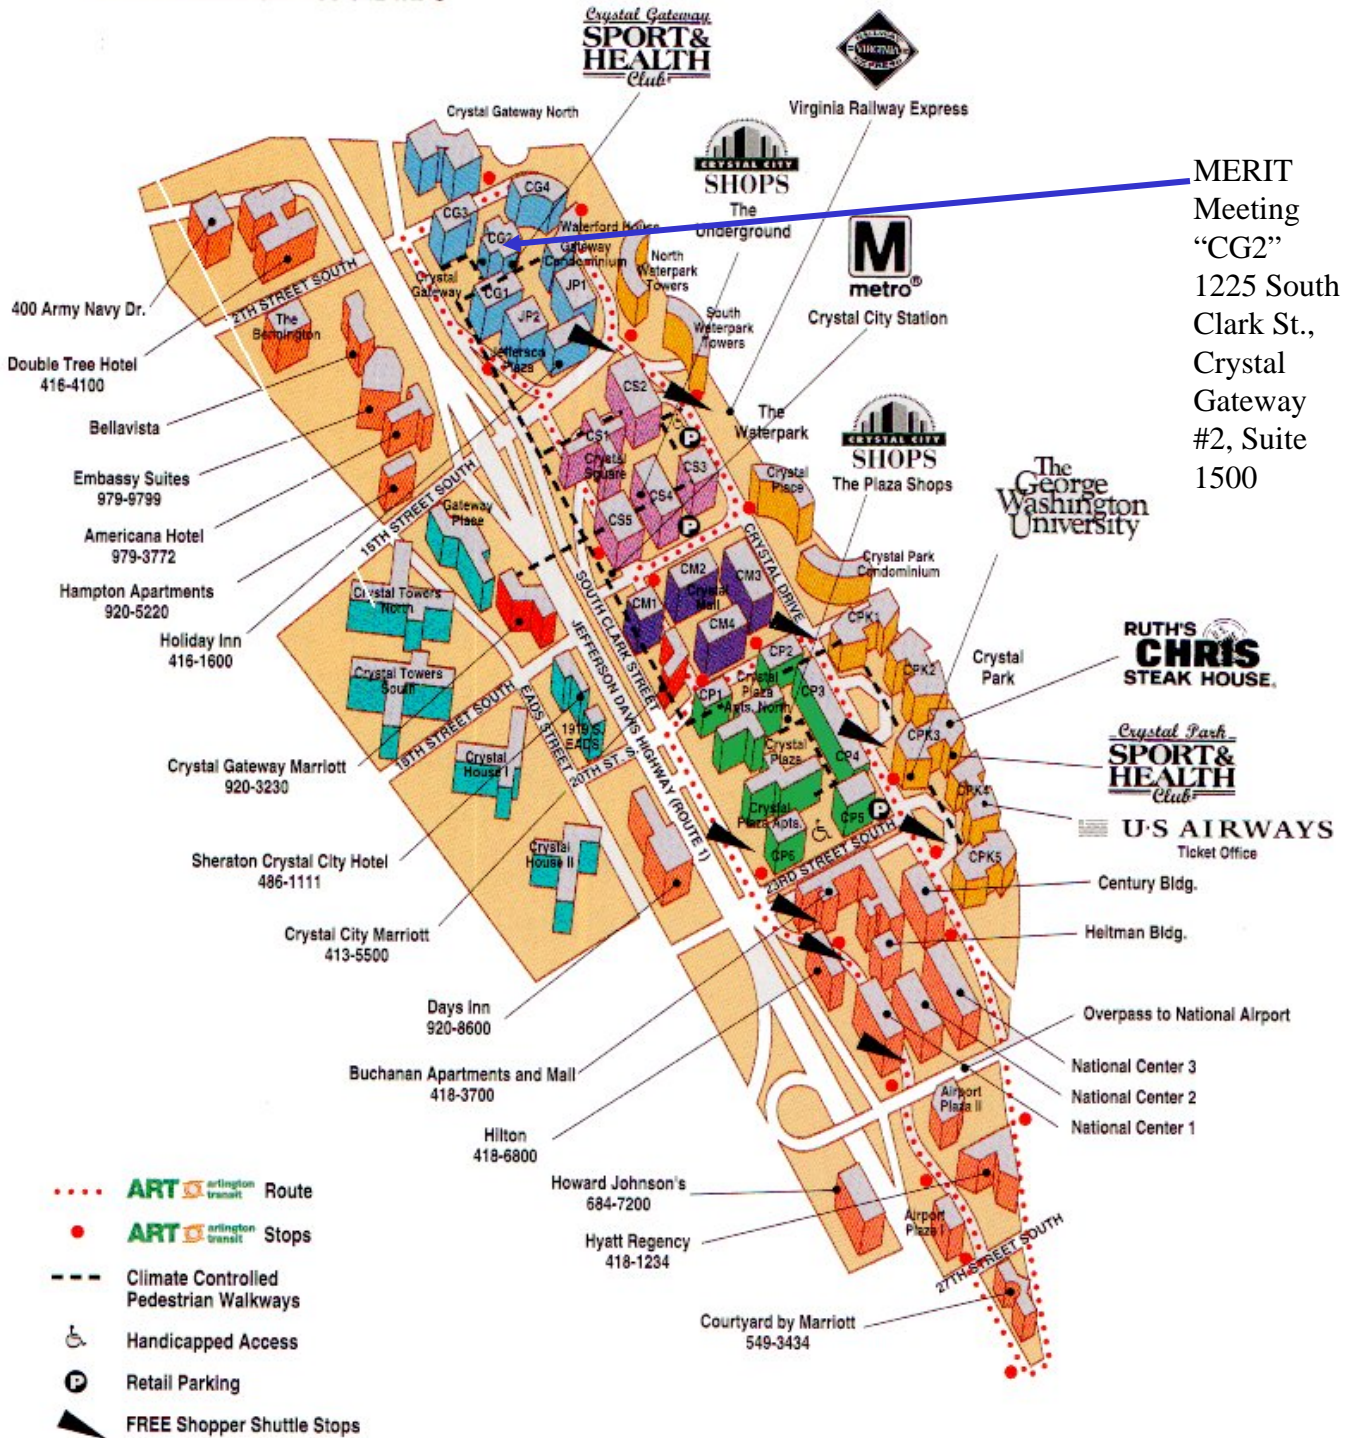 Crystal Gateway
SPORT&
HEALTH
Club
VIRGINIA
Virginia Railway Express
Crystal Gateway North
CRYSTAL CITY
SHOPS
The
Underground
MERIT
Meeting
“CG2”
1225 South
Clark St.,
Crystal
Gateway
#2, Suite
1500
M
metro®
Crystal City Station
CG4
CG3
CG2
Waterford House
Gateway
Condominium
North
Waterpark
Towers
Crystal
Gateway
CG1
JP1
JP2
Jefferson
Plaza
South
Waterpark
Towers
400 Army Navy Dr.
12TH STREET SOUTH
The
Bennington
Double Tree Hotel
416-4100
Bellavista
Embassy Suites
979-9799
Americana Hotel
979-3772
Hampton Apartments
920-5220
Holiday Inn
416-1600
15TH STREET SOUTH
Gateway
Place
CS2
CS1
Crystal
Square
CS3
CS4
CS5
P
P
The
Waterpark
CRYSTAL CITY
SHOPS
The Plaza Shops
Crystal
Place
The
George
Washington
University
Crystal Park
Condominium
CRYSTAL DRIVE
CM2
CM3
Crystal
Mall
CM1
CM4
Crystal Towers
North
Crystal Towers
South
18TH STREET SOUTH
EADS STREET
SOUTH CLARK STREET
JEFFERSON DAVIS HIGHWAY (ROUTE 1)
1919 S.
EADS
20TH ST. S.
Crystal
House I
Crystal
House II
CP2
CP1
Crystal
Plaza
Apts. North
CP3
Crystal
Plaza
CP4
Crystal
Plaza Apts.
CP5
P
CP6
23RD STREET SOUTH
CPK1
CPK2
Crystal
Park
CPK3
CPK4
CPK5
RUTH'S
CHRIS
STEAK HOUSE.
Crystal Park
SPORT&
HEALTH
Club
U·S AIRWAYS
Ticket Office
Century Bldg.
Heitman Bldg.
Overpass to National Airport
National Center 3
National Center 2
National Center 1
Crystal Gateway Marriott
920-3230
Sheraton Crystal City Hotel
486-1111
Crystal City Marriott
413-5500
Days Inn
920-8600
Buchanan Apartments and Mall
418-3700
Hilton
418-6800
Howard Johnson's
684-7200
Hyatt Regency
418-1234
Courtyard by Marriott
549-3434
Airport
Plaza II
Airport
Plaza I
27TH STREET SOUTH
ART arlington transit Route
ART arlington transit Stops
Climate Controlled
Pedestrian Walkways
Handicapped Access
P Retail Parking
FREE Shopper Shuttle Stops